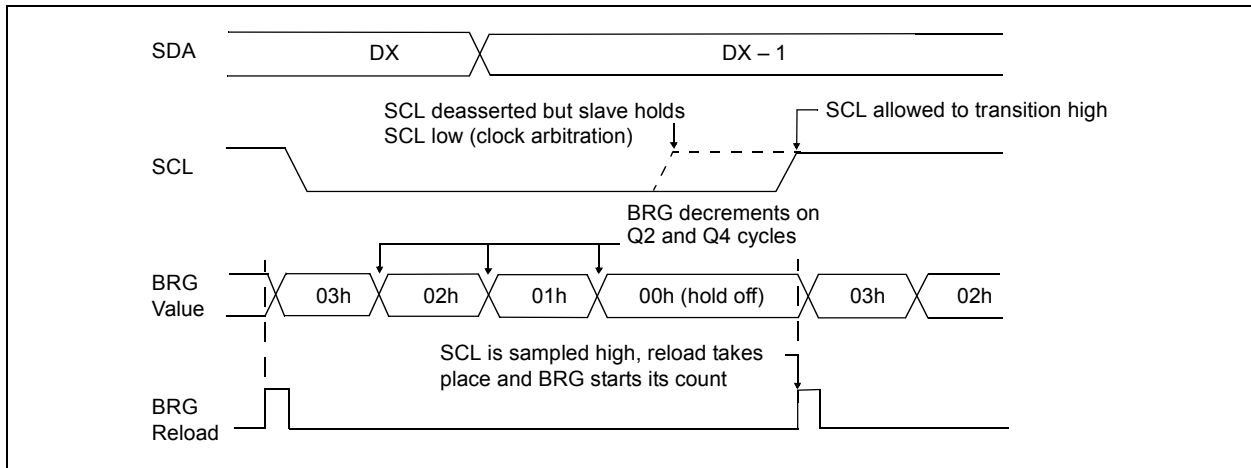 SDA
DX
DX – 1
SCL deasserted but slave holds
SCL low (clock arbitration)
SCL allowed to transition high
SCL
BRG decrements on
Q2 and Q4 cycles
BRG
Value
03h
02h
01h
00h (hold off)
03h
02h
SCL is sampled high, reload takes
place and BRG starts its count
BRG
Reload